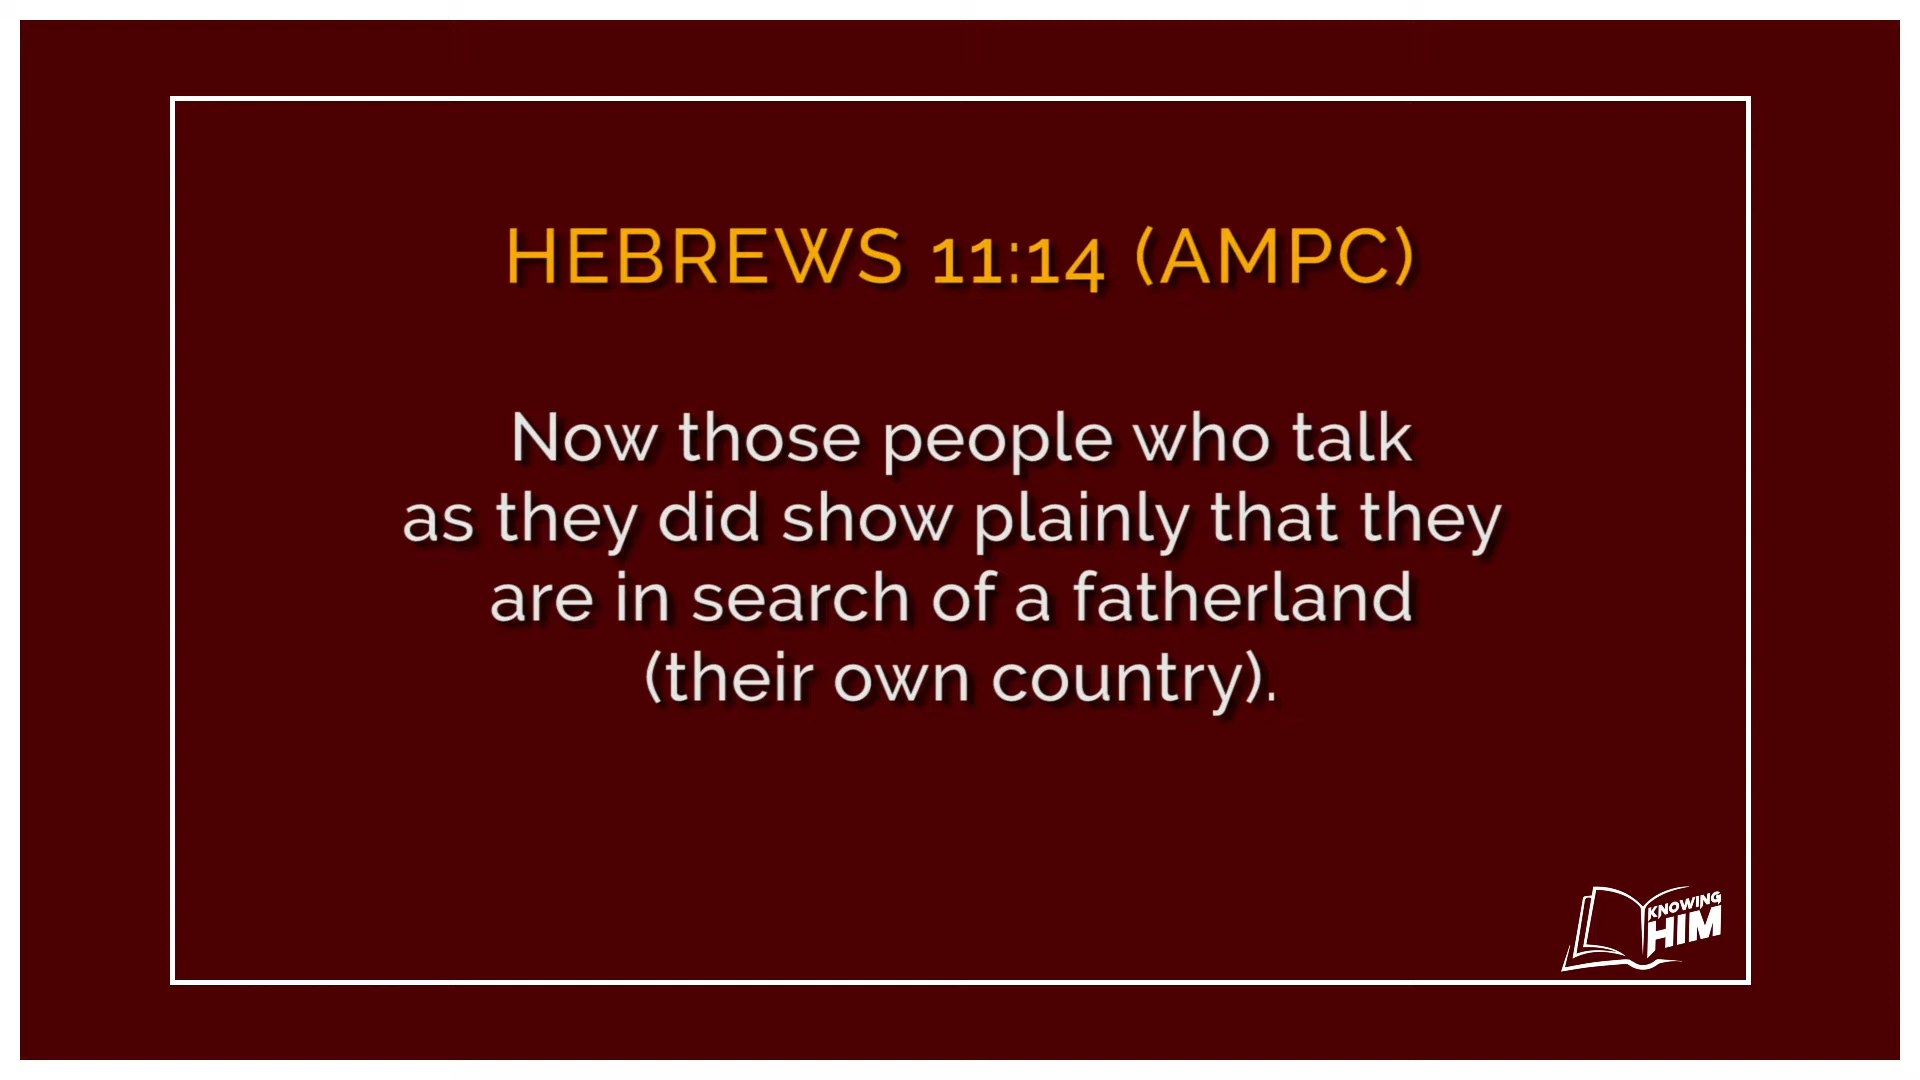 HEBREWS 11:14 (AMPC)
Now those people who talk
as they did show plainly that they
are in search of a fatherland
(their own country).
KNOWING
HIM